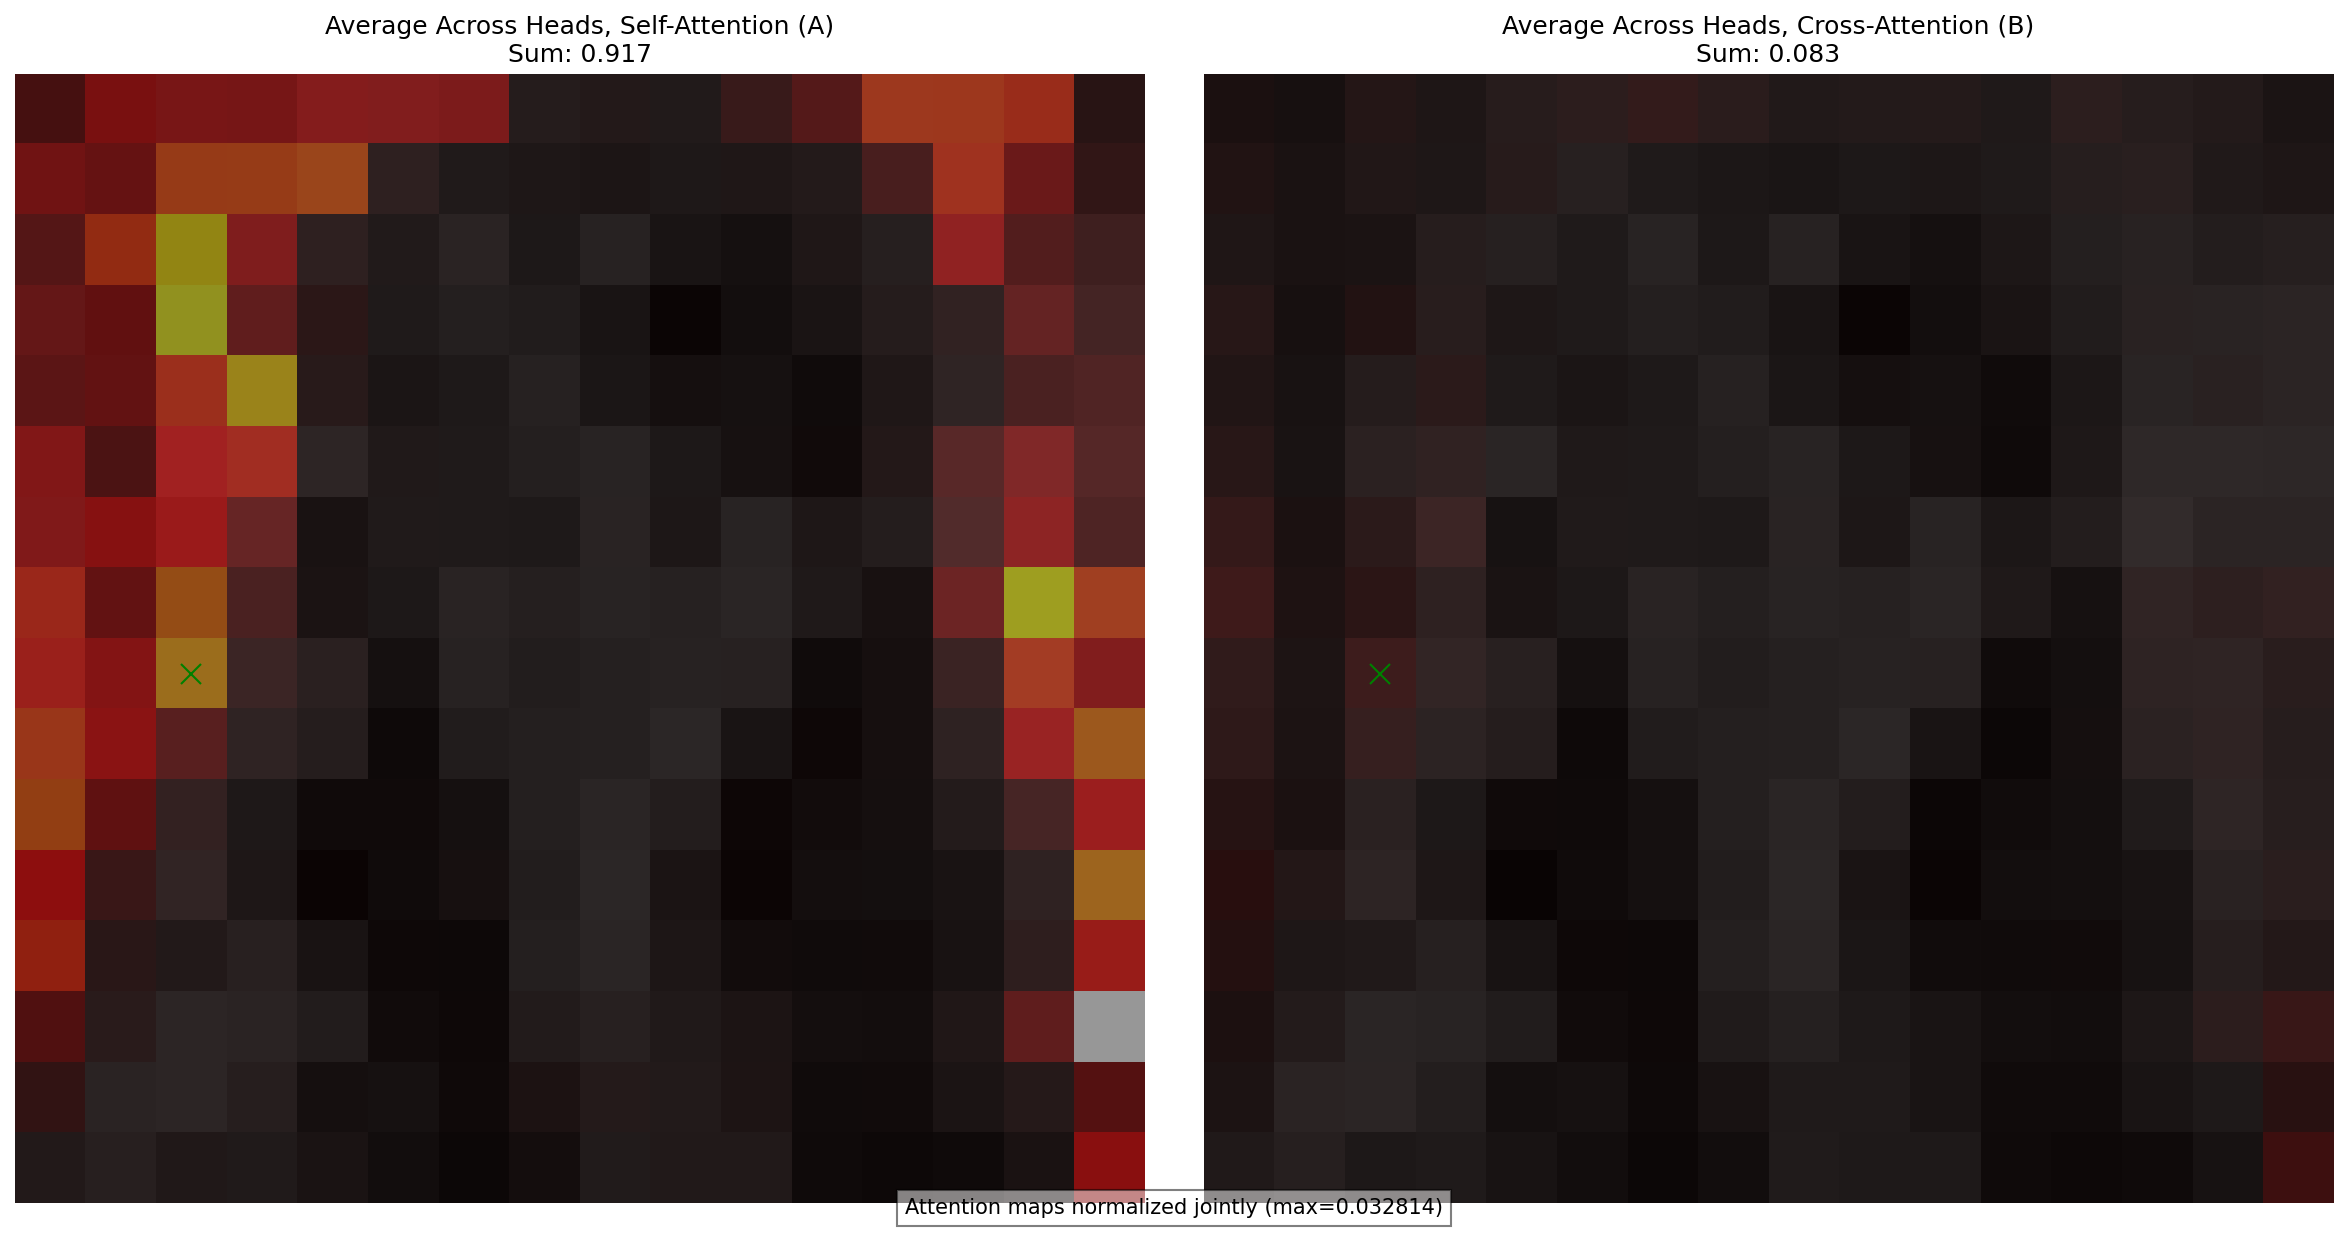 Average Across Heads, Self-Attention (A)
Sum: 0.917
Average Across Heads, Cross-Attention (B)
Sum: 0.083
Attention maps normalized jointly (max=0.032814)